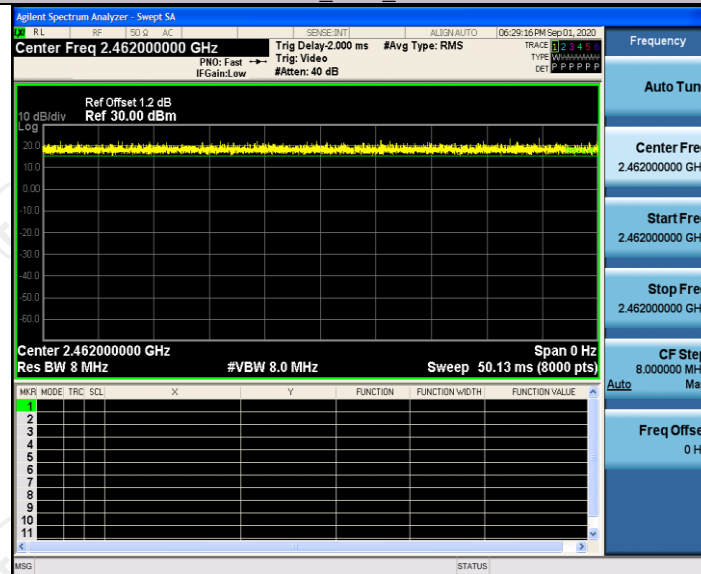 Agilent Spectrum Analyzer - Swept SA
RL RF 50 Ω AC SENSE:INT ALIGN AUTO 06:29:16 PM Sep 01, 2020
Center Freq 2.462000000 GHz
PNO: Fast
IFGain:Low
Trig Delay-2.000 ms
Trig: Video
#Atten: 40 dB
#Avg Type: RMS
TRACE 1 2 3 4 5 6
TYPE
DET P P P P P P
Ref Offset 1.2 dB
10 dB/div Ref 30.00 dBm
Log
20.0
10.0
0.00
-10.0
-20.0
-30.0
-40.0
-50.0
-60.0
Center 2.462000000 GHz Span 0 Hz
Res BW 8 MHz #VBW 8.0 MHz Sweep 50.13 ms (8000 pts)
MKR MODE TRC SCL X Y FUNCTION FUNCTION WIDTH FUNCTION VALUE
1
2
3
4
5
6
7
8
9
10
11
MSG STATUS
Frequency
Auto Tun
Center Fre
2.462000000 GH
Start Fre
2.462000000 GH
Stop Fre
2.462000000 GH
CF Step
8.000000 MH
Auto Ma
Freq Offse
0 H